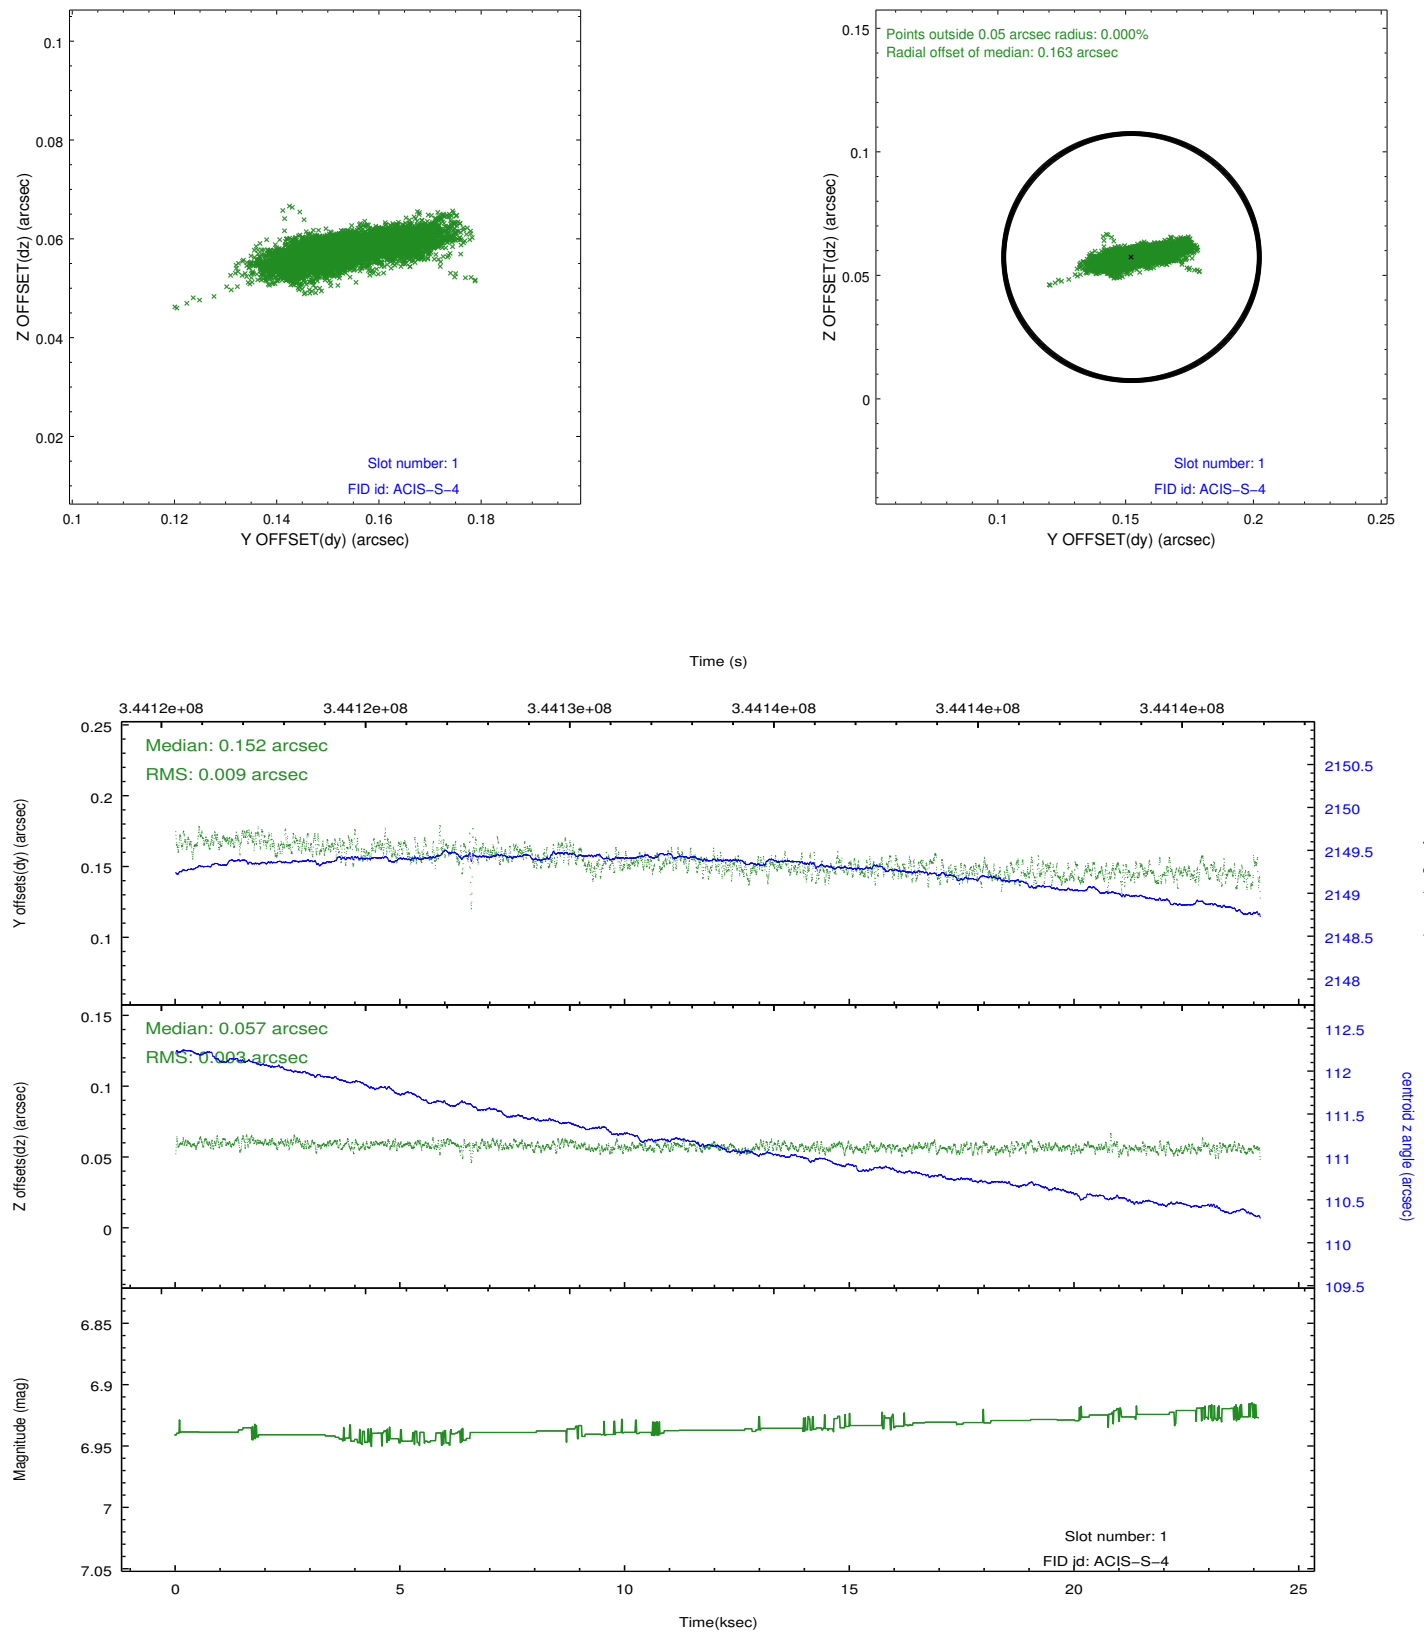 0.1
0.08
0.06
0.04
0.02
Z OFFSET(dz) (arcsec)
Slot number: 1
FID id: ACIS−S−4
0.1 0.12 0.14 0.16 0.18
Y OFFSET(dy) (arcsec)
Points outside 0.05 arcsec radius: 0.000%
Radial offset of median: 0.163 arcsec
0.15
0.1
0.05
0
Z OFFSET(dz) (arcsec)
Slot number: 1
FID id: ACIS−S−4
0.1 0.15 0.2 0.25
Y OFFSET(dy) (arcsec)
Time (s)
3.4412e+08 3.4412e+08 3.4413e+08 3.4414e+08 3.4414e+08 3.4414e+08
Median: 0.152 arcsec
RMS: 0.009 arcsec
0.25
0.2
0.15
0.1
Y offsets(dy) (arcsec)
2150.5
2150
2149.5
2149
2148.5
2148
Median: 0.057 arcsec
RMS: 0.003 arcsec
0.15
0.1
0.05
0
Z offsets(dz) (arcsec)
112.5
112
111.5
111
110.5
110
109.5
centroid z angle (arcsec)
6.85
6.9
6.95
7
7.05
Magnitude (mag)
Slot number: 1
FID id: ACIS−S−4
0 5 10 15 20 25
Time(ksec)